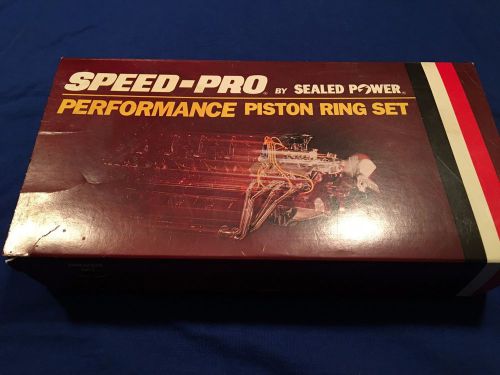 SPEED-PRO® BY SEALED POWER®
PERFORMANCE PISTON RING SET